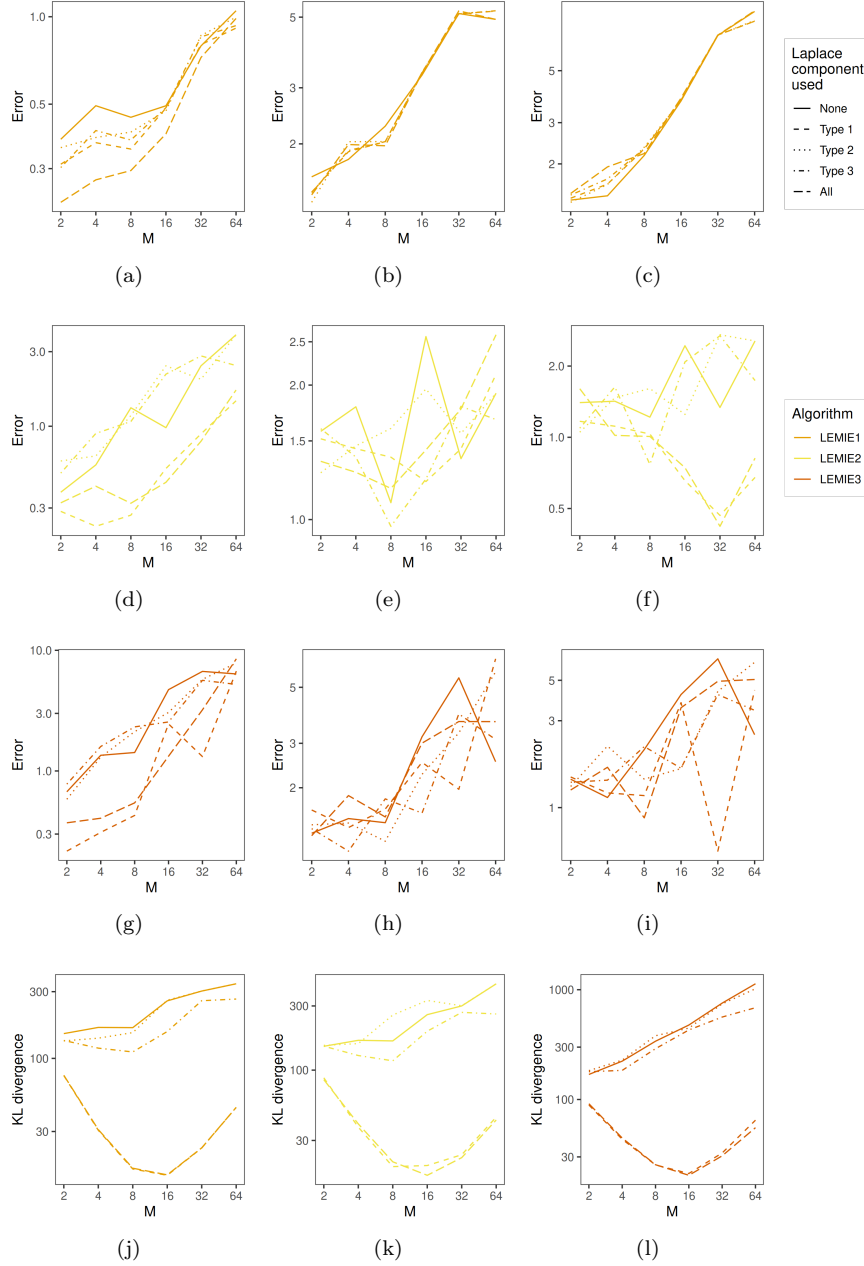 1.0
0.5
0.3
Error
2 4 8 16 32 64
M
(a)
5
3
2
Error
2 4 8 16 32 64
M
(b)
5
3
2
Error
2 4 8 16 32 64
M
(c)
Laplace
component
used
None
Type 1
Type 2
Type 3
All
3.0
1.0
0.3
Error
2 4 8 16 32 64
M
(d)
2.5
2.0
1.5
1.0
Error
2 4 8 16 32 64
M
(e)
2.0
1.0
0.5
Error
2 4 8 16 32 64
M
(f)
Algorithm
LEMIE1
LEMIE2
LEMIE3
10.0
3.0
1.0
0.3
Error
2 4 8 16 32 64
M
(g)
5
3
2
Error
2 4 8 16 32 64
M
(h)
5
3
1
Error
2 4 8 16 32 64
M
(i)
300
100
30
KL divergence
2 4 8 16 32 64
M
(j)
300
100
30
KL divergence
2 4 8 16 32 64
M
(k)
1000
300
100
30
KL divergence
2 4 8 16 32 64
M
(l)